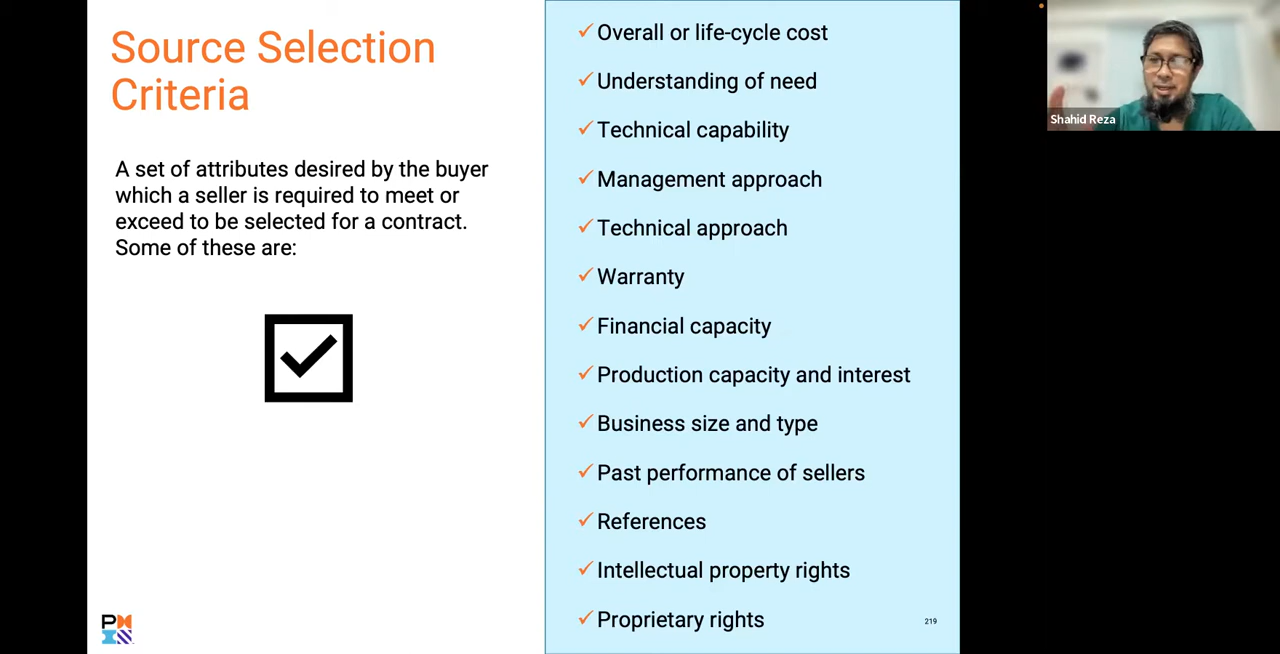 Source Selection
Criteria
A set of attributes desired by the buyer
which a seller is required to meet or
exceed to be selected for a contract.
Some of these are:
Overall or life-cycle cost
Understanding of need
Technical capability
Management approach
Technical approach
Warranty
Financial capacity
Production capacity and interest
Business size and type
Past performance of sellers
References
Intellectual property rights
Proprietary rights
219
PMI
Shahid Reza